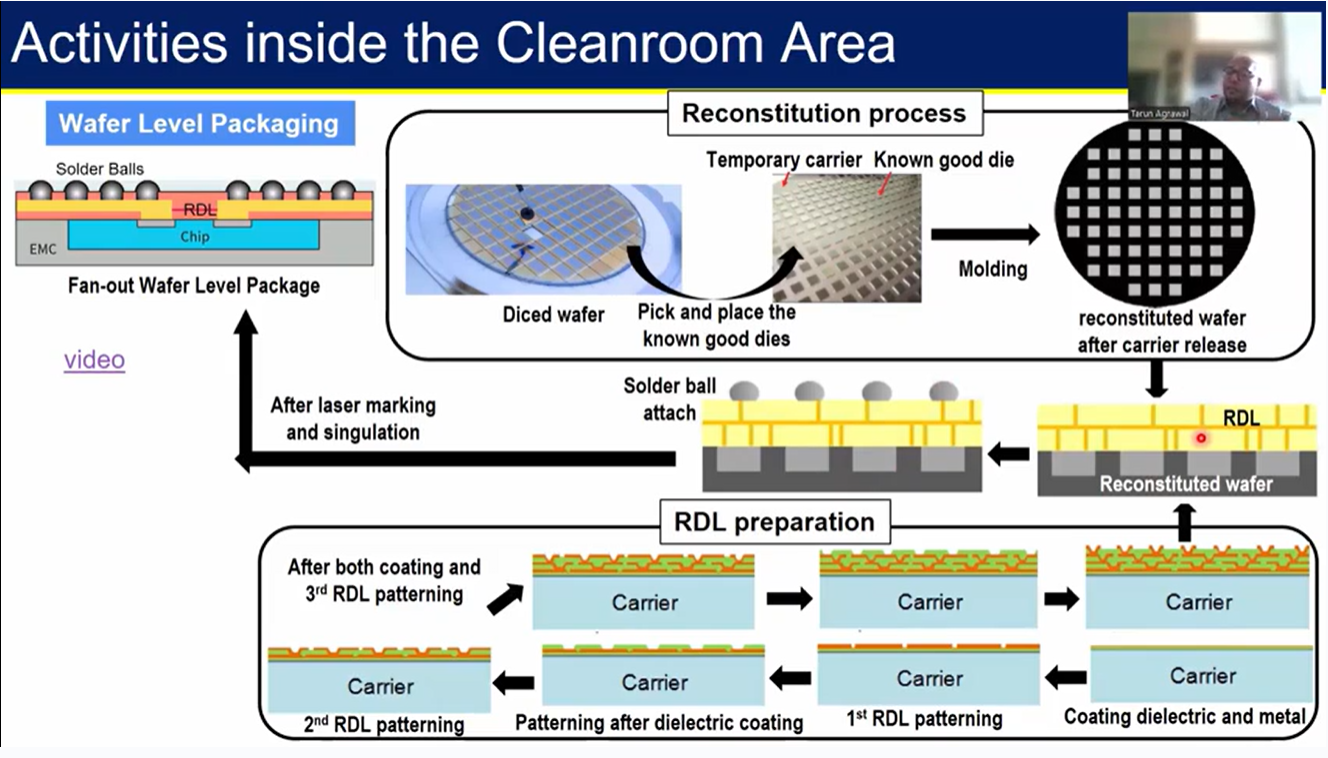 Activities inside the Cleanroom Area
Tarun Agrawal
Wafer Level Packaging
Solder Balls
RDL
Chip
EMC
Fan-out Wafer Level Package
video
Reconstitution process
Temporary carrier Known good die
Diced wafer
Pick and place the
known good dies
Molding
reconstituted wafer
after carrier release
RDL
Reconstituted wafer
Solder ball
attach
After laser marking
and singulation
RDL preparation
After both coating and
3rd RDL patterning
Carrier
Carrier
Carrier
Carrier
Carrier
Carrier
Carrier
2nd RDL patterning
Patterning after dielectric coating
1st RDL patterning
Coating dielectric and metal